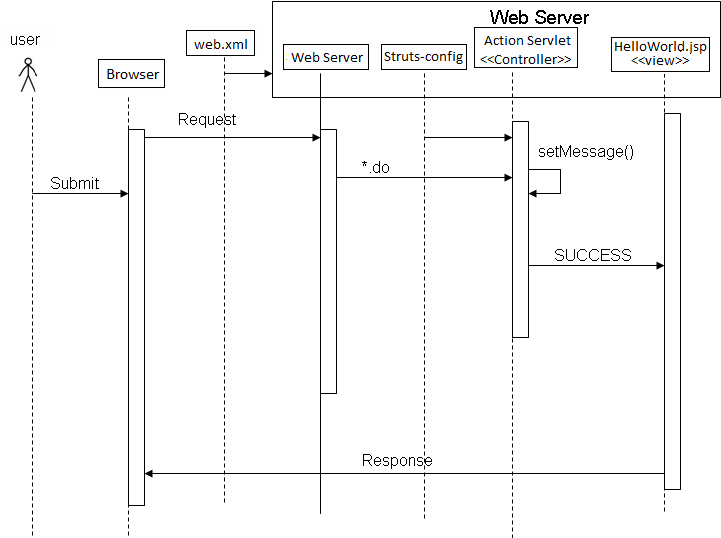 Web Server
user
web.xml
Browser
Web Server
Struts-config
Action Servlet
<<Controller>>
HelloWorld.jsp
<<view>>
Request
setMessage()
*.do
Submit
SUCCESS
Response